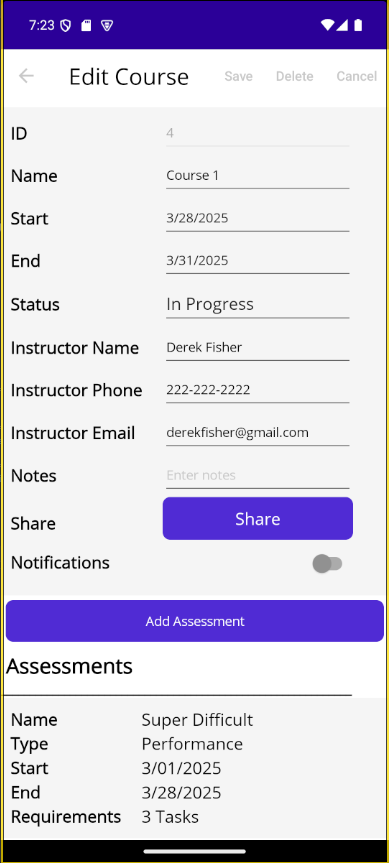 7:23
Edit Course Save Delete Cancel
ID 4
Name Course 1
Start 3/28/2025
End 3/31/2025
Status In Progress
Instructor Name Derek Fisher
Instructor Phone 222-222-2222
Instructor Email derekfisher@gmail.com
Notes Enter notes
Share Share
Notifications
Add Assessment
Assessments
Name Super Difficult
Type Performance
Start 3/01/2025
End 3/28/2025
Requirements 3 Tasks